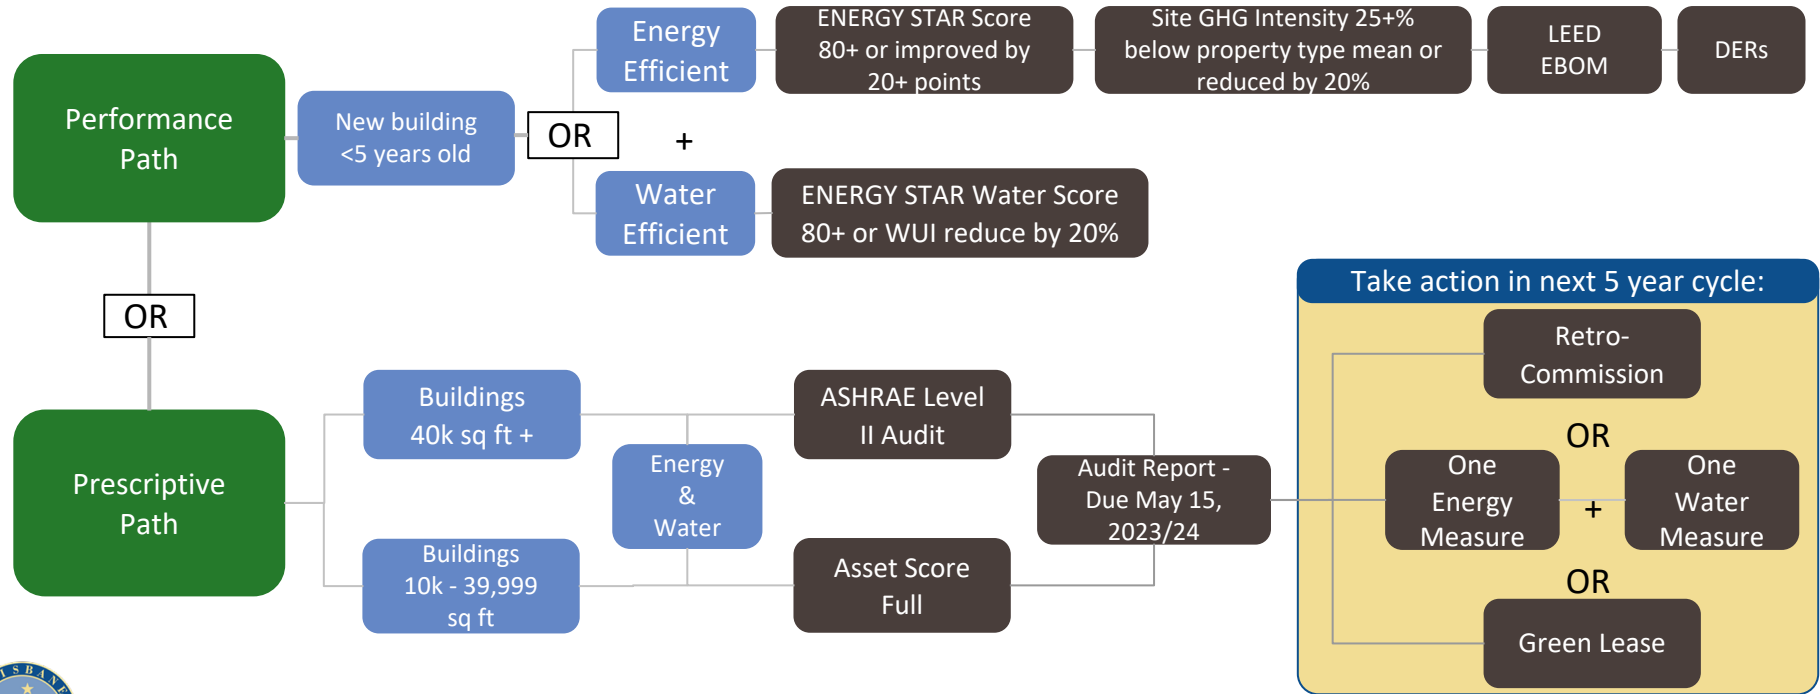 Performance
Path
New building
<5 years old
OR
Energy
Efficient
ENERGY STAR Score
80+ or improved by
20+ points
Site GHG Intensity 25+%
below property type mean or
reduced by 20%
LEED
EBOM
DERs
+
Water
Efficient
ENERGY STAR Water Score
80+ or WUI reduce by 20%
OR
Prescriptive
Path
Buildings
40k sq ft +
Buildings
10k - 39,999
sq ft
Energy
&
Water
ASHRAE Level
II Audit
Asset Score
Full
Audit Report -
Due May 15,
2023/24
Take action in next 5 year cycle:
Retro-
Commission
OR
One
Energy
Measure
+
One
Water
Measure
OR
Green Lease